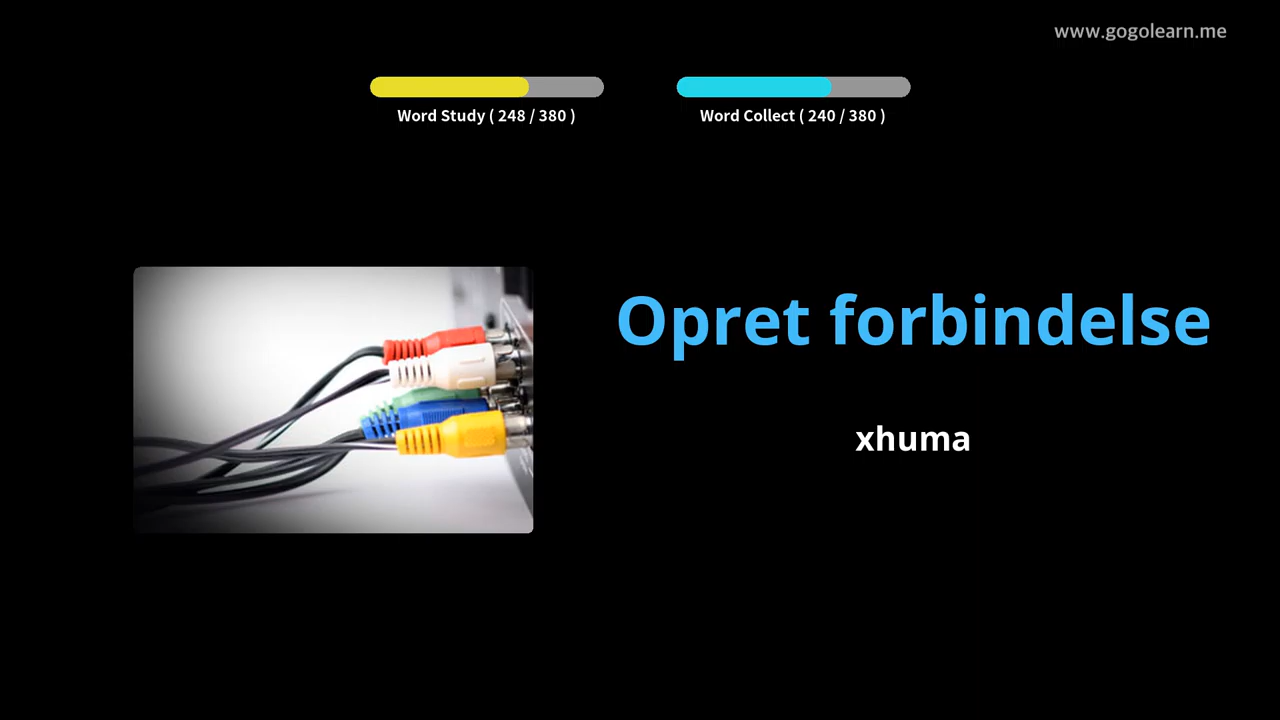 www.gogolearn.me
Word Study ( 248 / 380 )
Word Collect ( 240 / 380 )
Opret forbindelse
xhuma